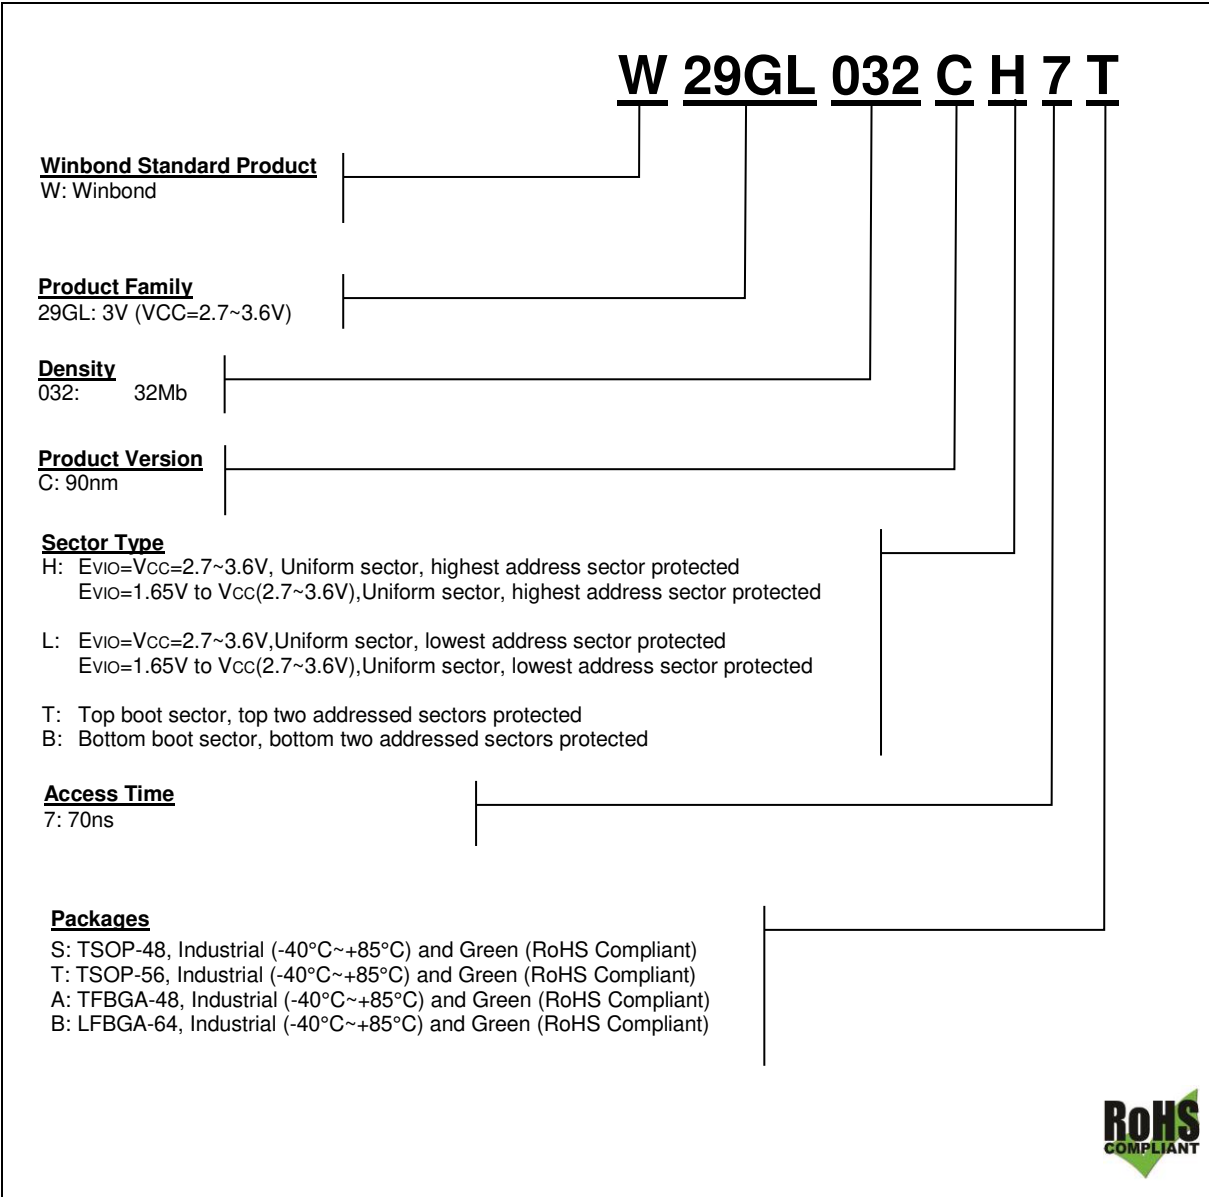 W 29GL 032 C H 7 T
Winbond Standard Product
W: Winbond
Product Family
29GL: 3V (VCC=2.7~3.6V)
Density
032: 32Mb
Product Version
C: 90nm
Sector Type
H: EVIO=VCC=2.7~3.6V, Uniform sector, highest address sector protected
EVIO=1.65V to VCC(2.7~3.6V),Uniform sector, highest address sector protected
L: EVIO=VCC=2.7~3.6V,Uniform sector, lowest address sector protected
EVIO=1.65V to VCC(2.7~3.6V),Uniform sector, lowest address sector protected
T: Top boot sector, top two addressed sectors protected
B: Bottom boot sector, bottom two addressed sectors protected
Access Time
7: 70ns
Packages
S: TSOP-48, Industrial (-40°C~+85°C) and Green (RoHS Compliant)
T: TSOP-56, Industrial (-40°C~+85°C) and Green (RoHS Compliant)
A: TFBGA-48, Industrial (-40°C~+85°C) and Green (RoHS Compliant)
B: LFBGA-64, Industrial (-40°C~+85°C) and Green (RoHS Compliant)
RoHS
COMPLIANT